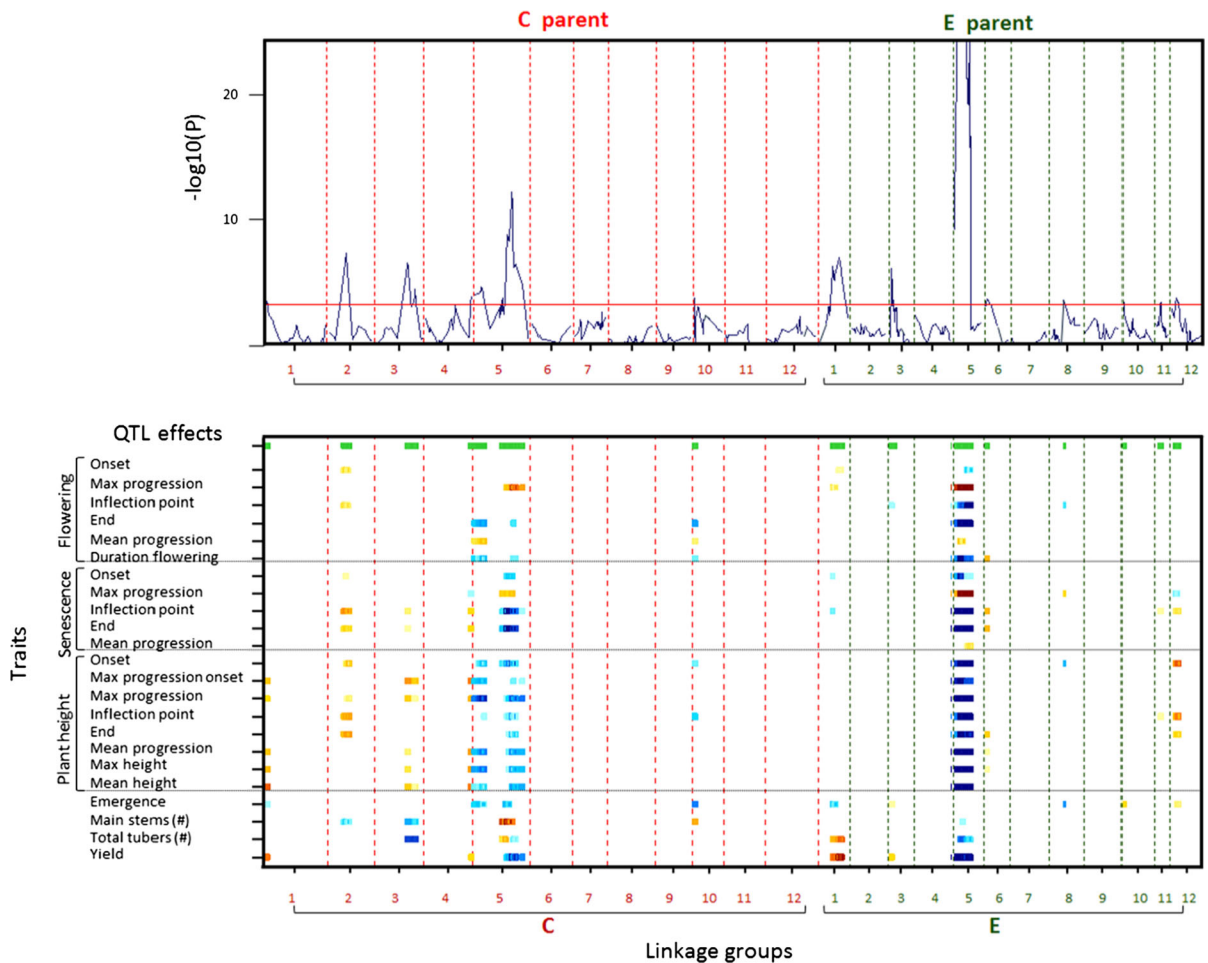 C parent
E parent
-log10(P)
20
10
1 2 3 4 5 6 7 8 9 10 11 12 1 2 3 4 5 6 7 8 9 10 11 12
QTL effects
Traits
Flowering
Onset
Max progression
Inflection point
End
Mean progression
Duration flowering
Senescence
Onset
Max progression
Inflection point
End
Mean progression
Plant height
Onset
Max progression onset
Max progression
Inflection point
End
Mean progression
Max height
Mean height
Emergence
Main stems (#)
Total tubers (#)
Yield
1 2 3 4 5 6 7 8 9 10 11 12 1 2 3 4 5 6 7 8 9 10 11 12
C E
Linkage groups